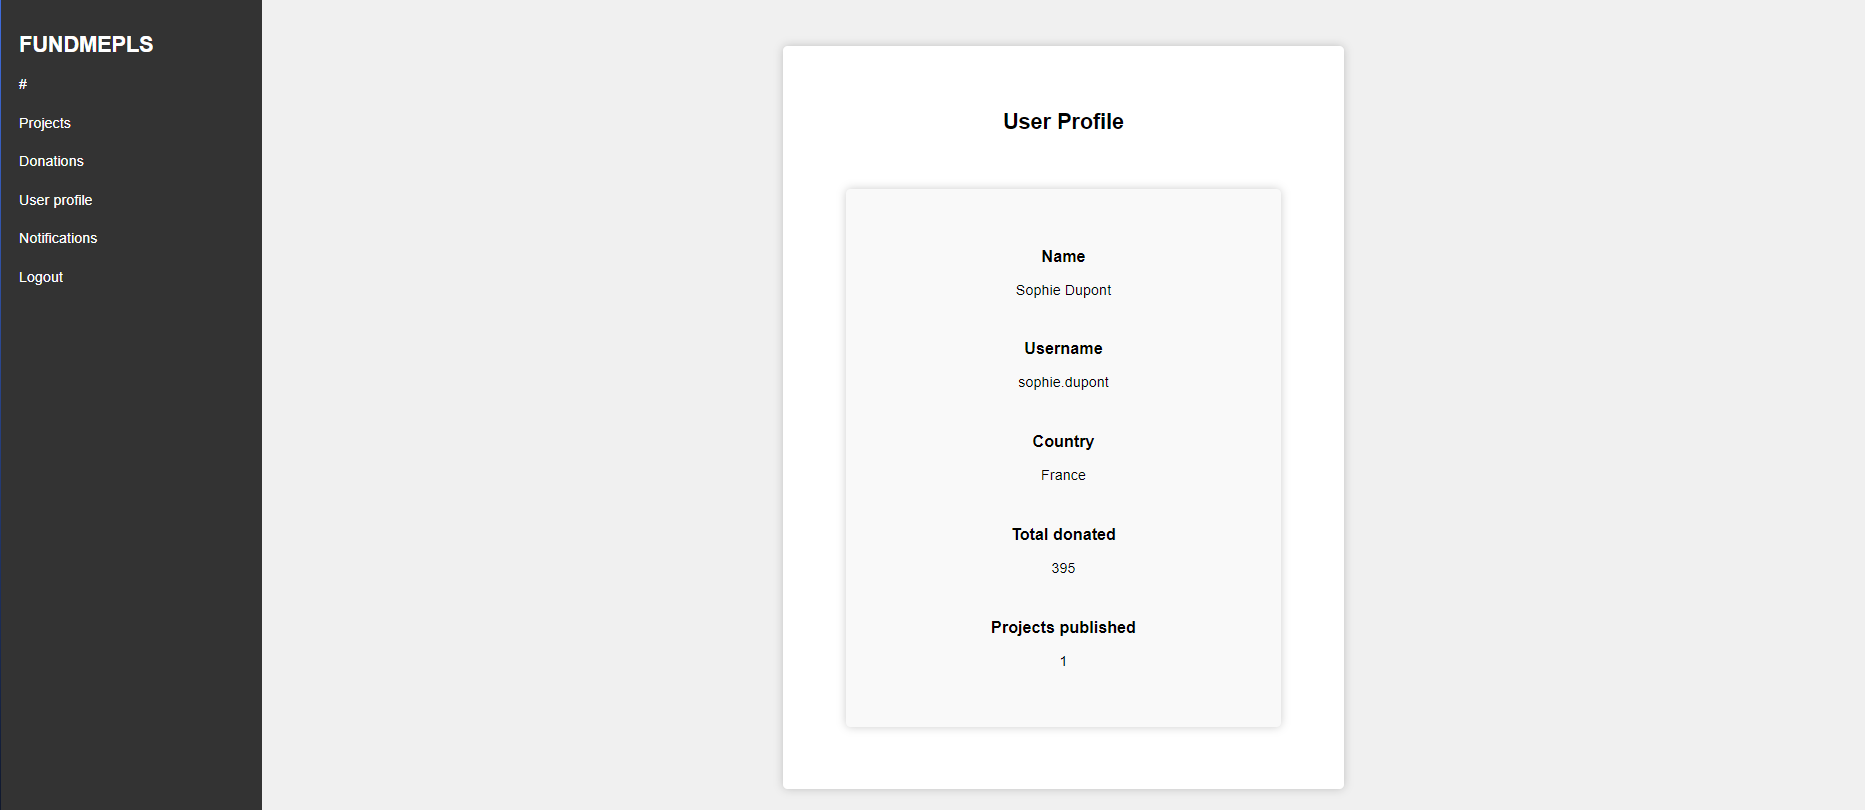 FUNDMEPLS
#
Projects
Donations
User profile
Notifications
Logout
User Profile
Name
Sophie Dupont
Username
sophie.dupont
Country
France
Total donated
395
Projects published
1